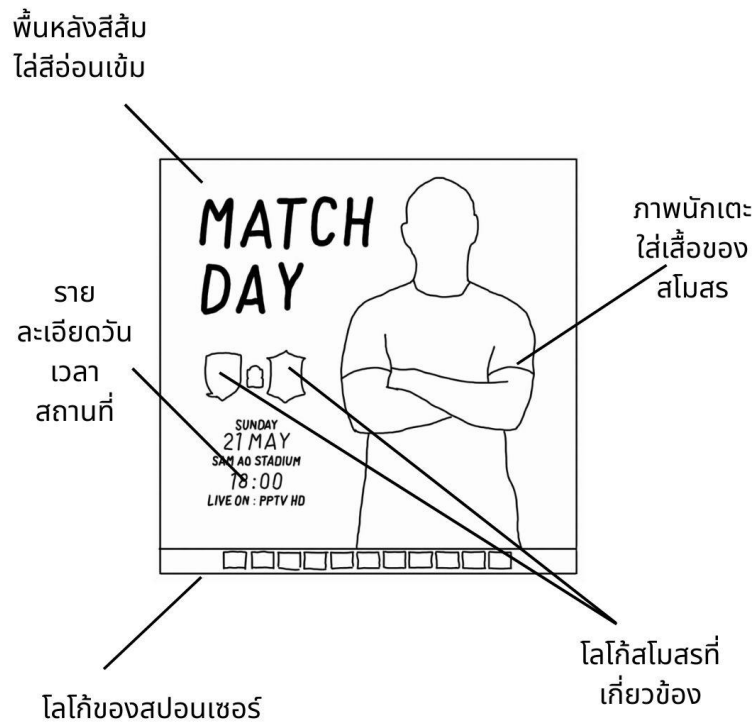 พื้นหลังสีส้ม
ไล่สีอ่อนเข้ม
MATCH
DAY
ภาพนักเตะ
ใส่เสื้อของ
สโมสร
ราย
ละเอียดวัน
เวลา
สถานที่
SUNDAY
21 MAY
SAM AO STADIUM
18:00
LIVE ON : PPTV HD
โลโก้สโมสรที่
เกี่ยวข้อง
โลโก้ของสปอนเซอร์